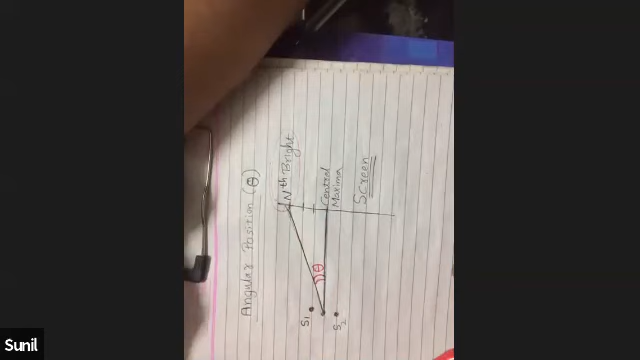 Angular Position (θ)
Nth Bright
Central
Maxima
Screen
θ
S1
S2
Sunil